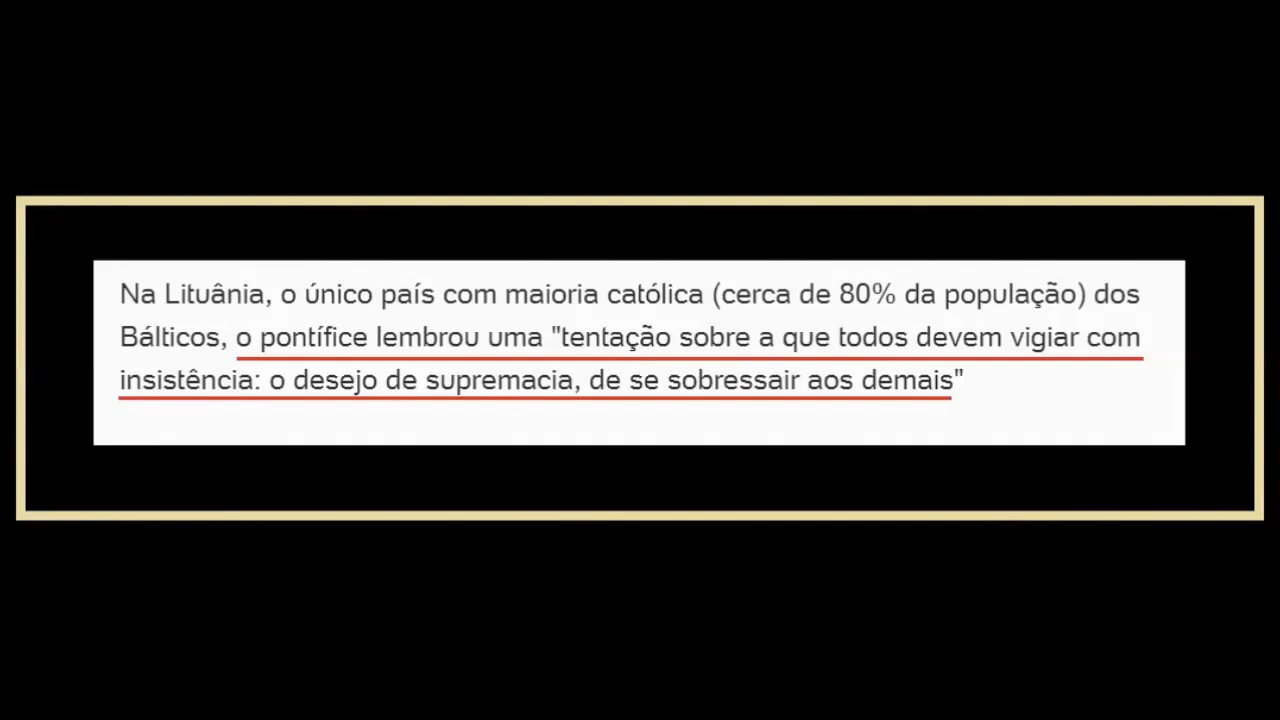 Na Lituânia, o único país com maioria católica (cerca de 80% da população) dos
Bálticos, o pontífice lembrou uma "tentação sobre a que todos devem vigiar com
insistência: o desejo de supremacia, de se sobressair aos demais"